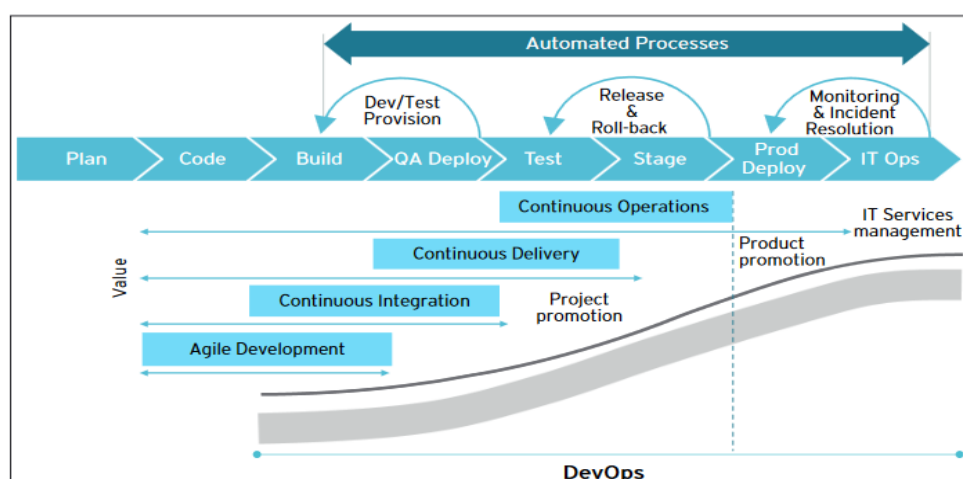 Automated Processes
Dev/Test
Provision
Release
&
Roll-back
Monitoring
& Incident
Resolution
Plan
Code
Build
QA Deploy
Test
Stage
Prod
Deploy
IT Ops
Continuous Operations
IT Services
management
Continuous Delivery
Product
promotion
Value
Continuous Integration
Project
promotion
Agile Development
DevOps